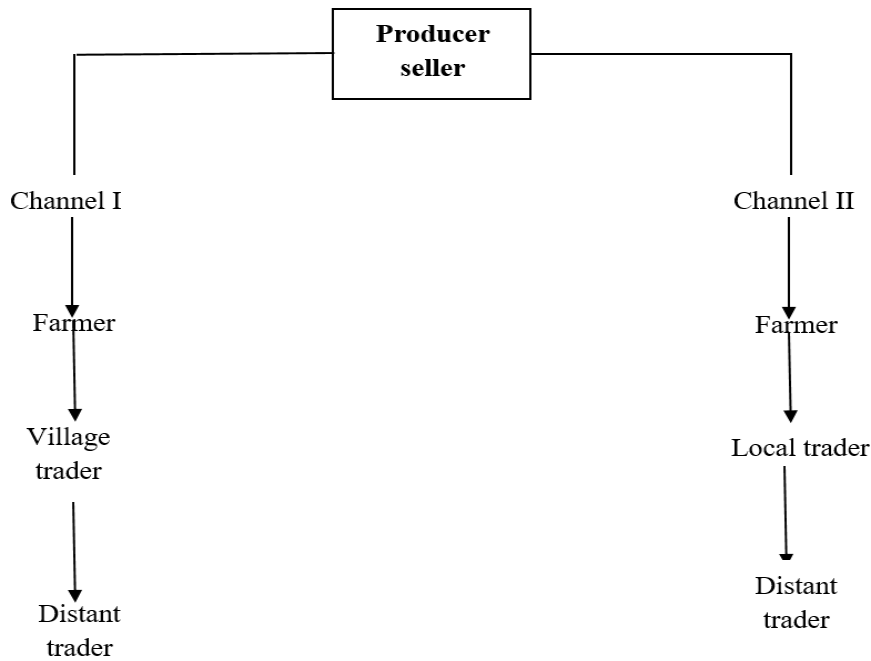 Producer
seller
Channel I
Channel II
Farmer
Farmer
Village
trader
Local trader
Distant
trader
Distant
trader